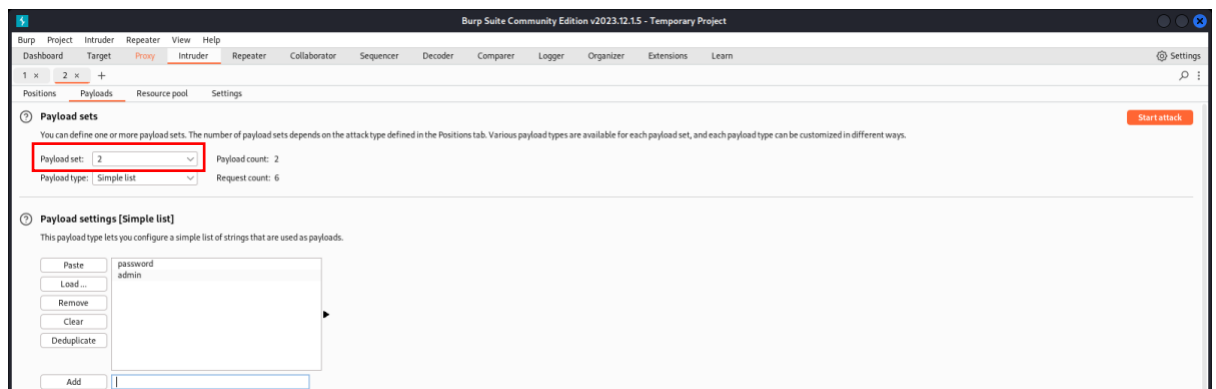 Burp Suite Community Edition v2023.12.1.5 - Temporary Project
Burp Project Intruder Repeater View Help
Dashboard Target Proxy Intruder Repeater Collaborator Sequencer Decoder Comparer Logger Organizer Extensions Learn Settings
1 × 2 × +
Positions Payloads Resource pool Settings
? Payload sets Start attack
You can define one or more payload sets. The number of payload sets depends on the attack type defined in the Positions tab. Various payload types are available for each payload set, and each payload type can be customized in different ways.
Payload set: 2 Payload count: 2
Payload type: Simple list Request count: 6
? Payload settings [Simple list]
This payload type lets you configure a simple list of strings that are used as payloads.
Paste password
admin
Load ...
Remove
Clear
Deduplicate
Add